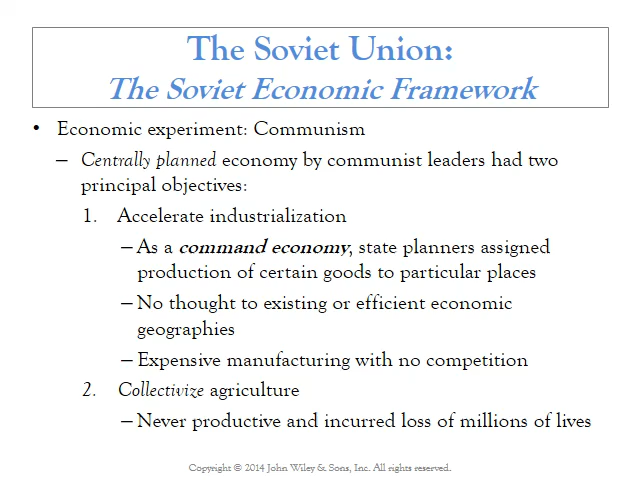 The Soviet Union:
The Soviet Economic Framework
• Economic experiment: Communism
– Centrally planned economy by communist leaders had two
principal objectives:
1. Accelerate industrialization
– As a command economy, state planners assigned
production of certain goods to particular places
– No thought to existing or efficient economic
geographies
– Expensive manufacturing with no competition
2. Collectivize agriculture
– Never productive and incurred loss of millions of lives
Copyright © 2014 John Wiley & Sons, Inc. All rights reserved.